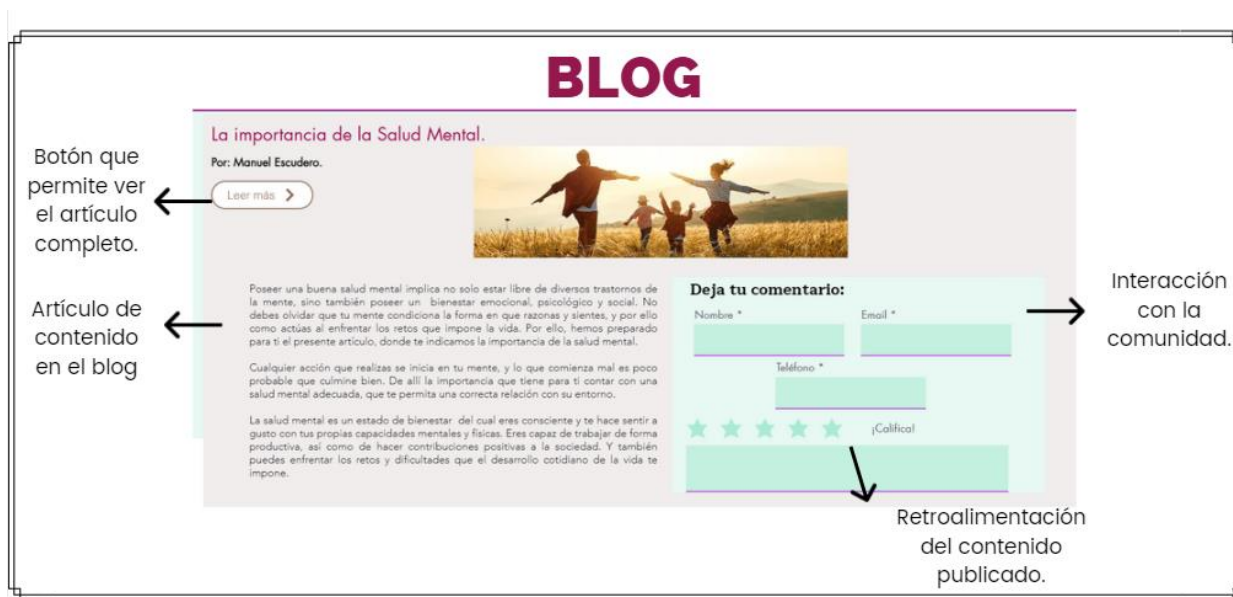 BLOG
La importancia de la Salud Mental.
Por: Manuel Escudero.
Leer más
Botón que
permite ver
el artículo
completo.
Artículo de
contenido
en el blog
Poseer una buena salud mental implica no solo estar libre de diversos trastornos de
la mente, sino también poseer un bienestar emocional, psicológico y social. No
debes olvidar que tu mente condiciona la forma en que razonas y sientes, y por ello
como actúas al enfrentar los retos que impone la vida. Por ello, hemos preparado
para ti el presente artículo, donde te indicamos la importancia de la salud mental.
Cualquier acción que realizas se inicia en tu mente, y lo que comienza mal es poco
probable que culmine bien. De allí la importancia que tiene para ti contar con una
salud mental adecuada, que te permita una correcta relación con su entorno.
La salud mental es un estado de bienestar del cual eres consciente y te hace sentir a
gusto con tus propias capacidades mentales y físicas. Eres capaz de trabajar de forma
productiva, así como de hacer contribuciones positivas a la sociedad. Y también
puedes enfrentar los retos y dificultades que el desarrollo cotidiano de la vida te
impone.
Deja tu comentario:
Nombre * Email *
Teléfono *
¡Califica!
Interacción
con la
comunidad.
Retroalimentación
del contenido
publicado.